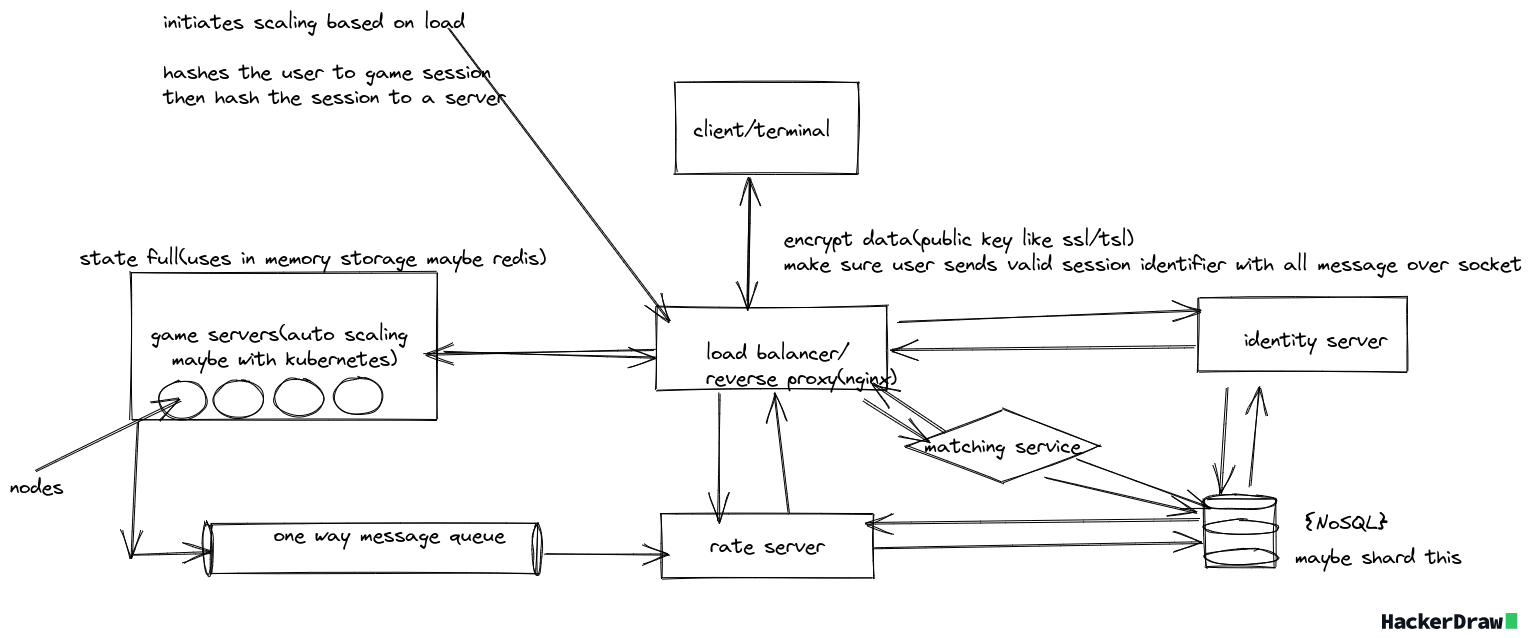 initiates scaling based on load
hashes the user to game session
then hash the session to a server
client/terminal
encrypt data(public key like ssl/tsl)
make sure user sends valid session identifier with all message over socket
state full(uses in memory storage maybe redis)
game servers(auto scaling
maybe with kubernetes)
load balancer/
reverse proxy(nginx)
identity server
matching service
nodes
one way message queue
rate server
{NoSQL}
maybe shard this
HackerDraw